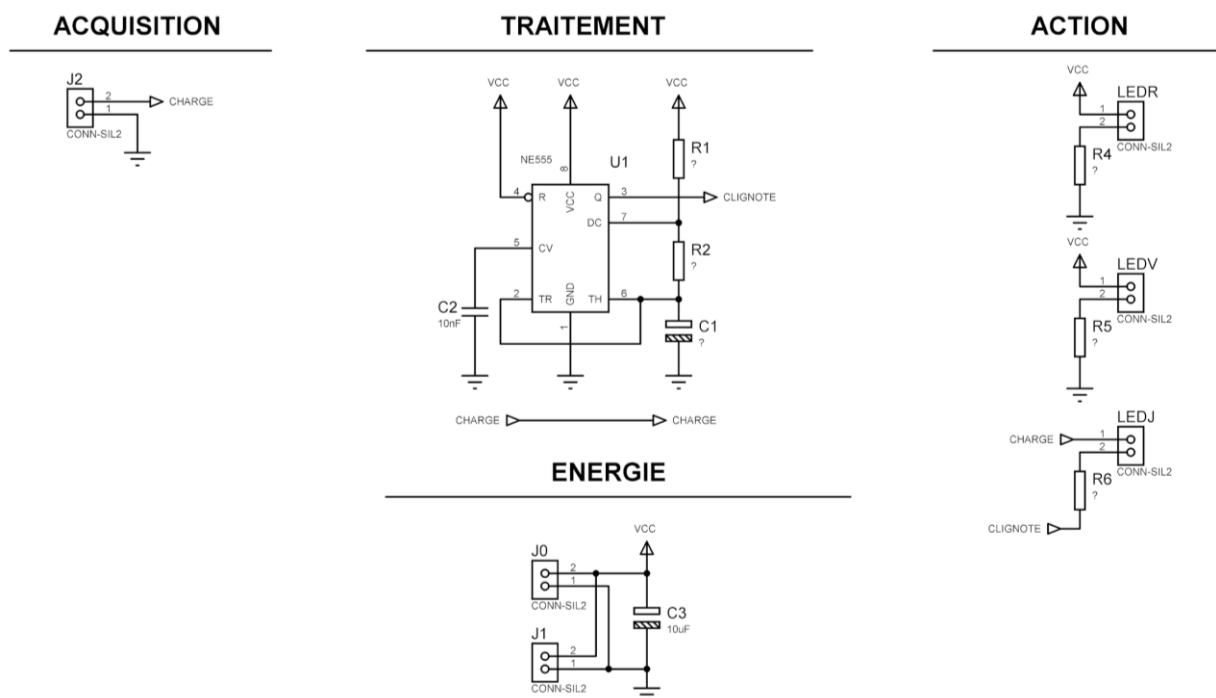 ACQUISITION
J2
2
CHARGE
1
CONN-SIL2
TRAITEMENT
VCC
VCC
VCC
R1
?
NE555
U1
8
4
R
VCC
Q
3
CLIGNOTE
DC
7
5
CV
R2
?
2
TR
GND
TH
6
C2
10nF
C1
?
1
CHARGE
CHARGE
ENERGIE
VCC
J0
2
1
CONN-SIL2
C3
10uF
J1
2
1
CONN-SIL2
ACTION
VCC
LEDR
1
2
CONN-SIL2
R4
?
VCC
LEDV
1
2
CONN-SIL2
R5
?
LEDJ
CHARGE
1
2
CONN-SIL2
R6
?
CLIGNOTE